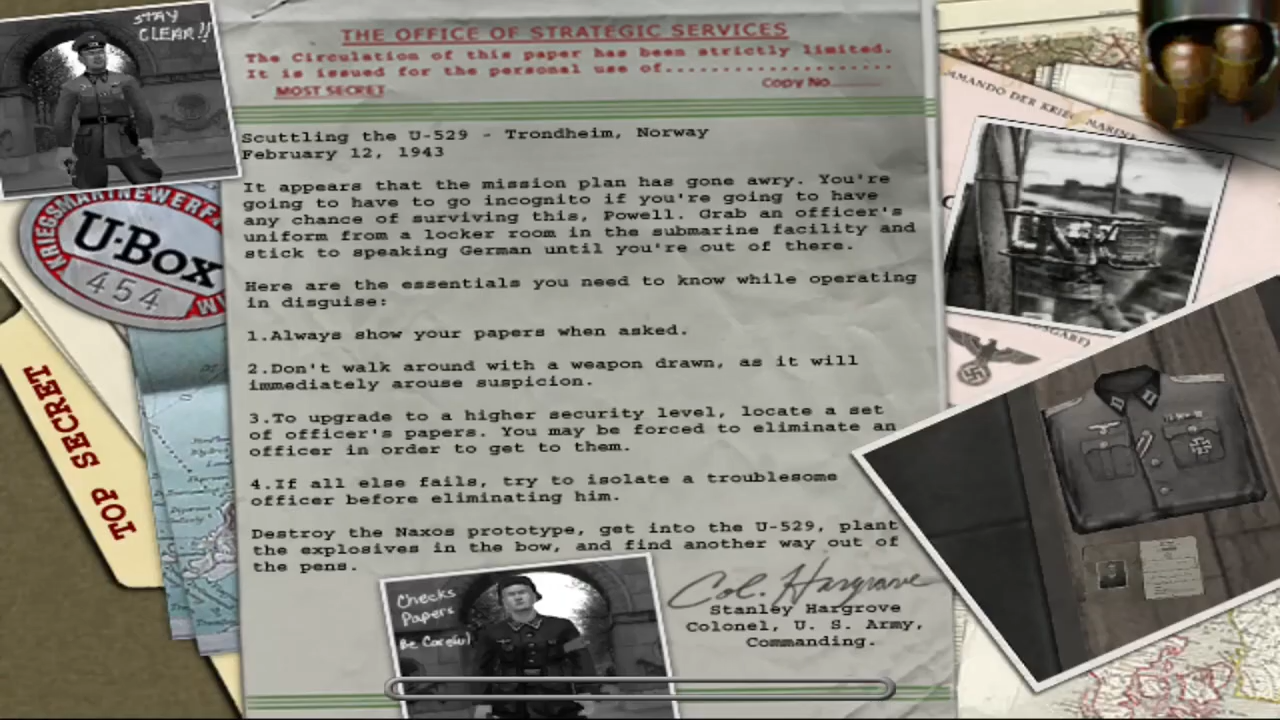 STAY
CLEAR!!
THE OFFICE OF STRATEGIC SERVICES
The Circulation of this paper has been strictly limited.
It is issued for the personal use of....................
MOST SECRET
Copy No.
Scuttling the U-529 - Trondheim, Norway
February 12, 1943
It appears that the mission plan has gone awry. You're
going to have to go incognito if you're going to have
any chance of surviving this, Powell. Grab an officer's
uniform from a locker room in the submarine facility and
stick to speaking German until you're out of there.
Here are the essentials you need to know while operating
in disguise:
1.Always show your papers when asked.
2.Don't walk around with a weapon drawn, as it will
immediately arouse suspicion.
3.To upgrade to a higher security level, locate a set
of officer's papers. You may be forced to eliminate an
officer in order to get to them.
4.If all else fails, try to isolate a troublesome
officer before eliminating him.
Destroy the Naxos prototype, get into the U-529, plant
the explosives in the bow, and find another way out of
the pens.
Col. Hargrave
Stanley Hargrove
Colonel, U. S. Army,
Commanding.
Checks
Papers
Be Careful
U-Box
454
TOP SECRET
DER